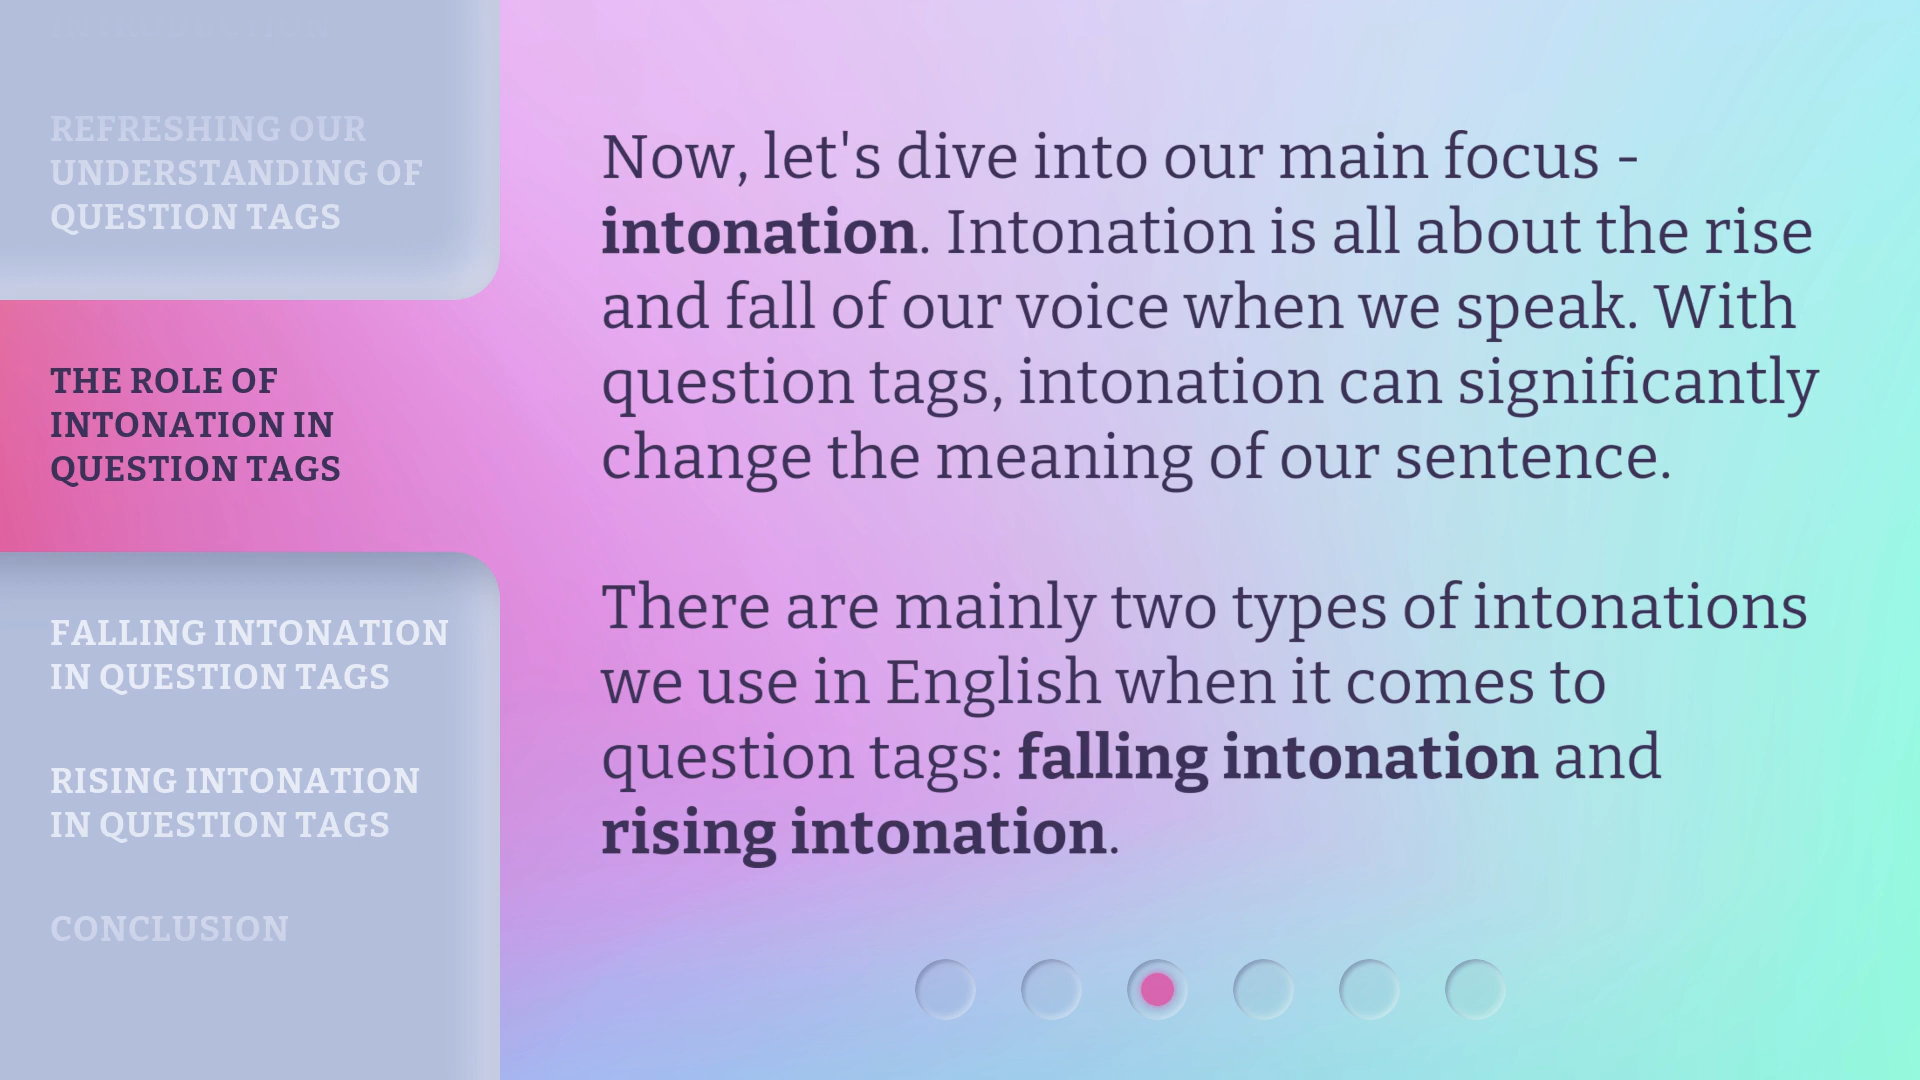 REFRESHING OUR
UNDERSTANDING OF
QUESTION TAGS
THE ROLE OF
INTONATION IN
QUESTION TAGS
FALLING INTONATION
IN QUESTION TAGS
RISING INTONATION
IN QUESTION TAGS
CONCLUSION
Now, let's dive into our main focus -
intonation. Intonation is all about the rise
and fall of our voice when we speak. With
question tags, intonation can significantly
change the meaning of our sentence.
There are mainly two types of intonations
we use in English when it comes to
question tags: falling intonation and
rising intonation.